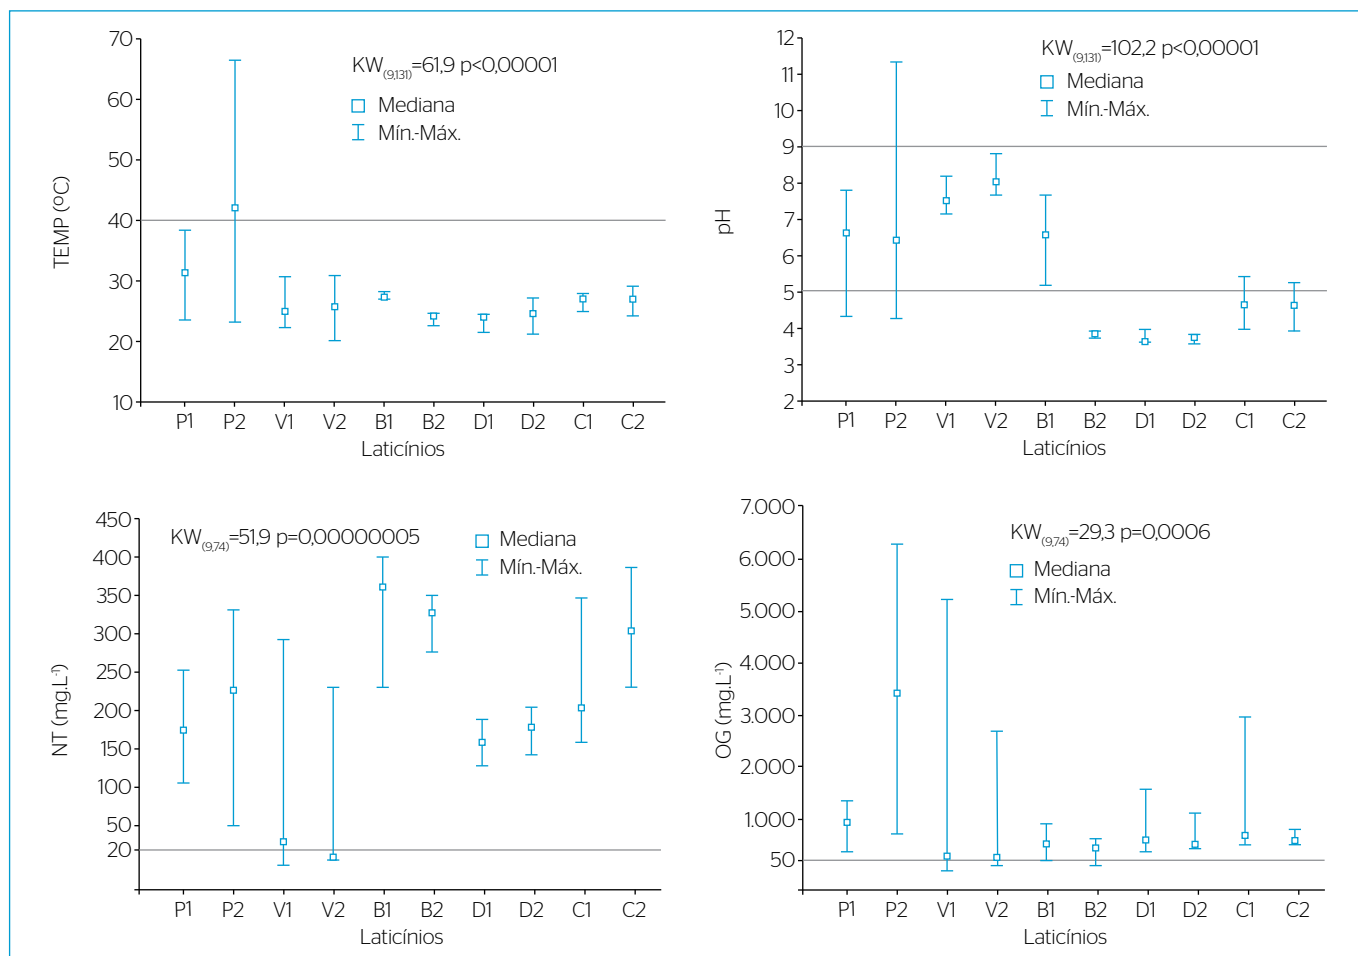 70
60
50
40
30
20
10
TEMP (ºC)
KW(9,131)=61,9 p<0,00001
Mediana
Mín.-Máx.
P1 P2 V1 V2 B1 B2 D1 D2 C1 C2
Laticínios
12
11
10
9
8
7
6
5
4
3
2
pH
KW(9,131)=102,2 p<0,00001
Mediana
Mín.-Máx.
P1 P2 V1 V2 B1 B2 D1 D2 C1 C2
Laticínios
450
400
350
300
250
200
150
100
50
20
NT (mg.L-1)
KW(9,74)=51,9 p=0,00000005
Mediana
Mín.-Máx.
P1 P2 V1 V2 B1 B2 D1 D2 C1 C2
Laticínios
7.000
6.000
5.000
4.000
3.000
2.000
1.000
50
OG (mg.L-1)
KW(9,74)=29,3 p=0,0006
Mediana
Mín.-Máx.
P1 P2 V1 V2 B1 B2 D1 D2 C1 C2
Laticínios